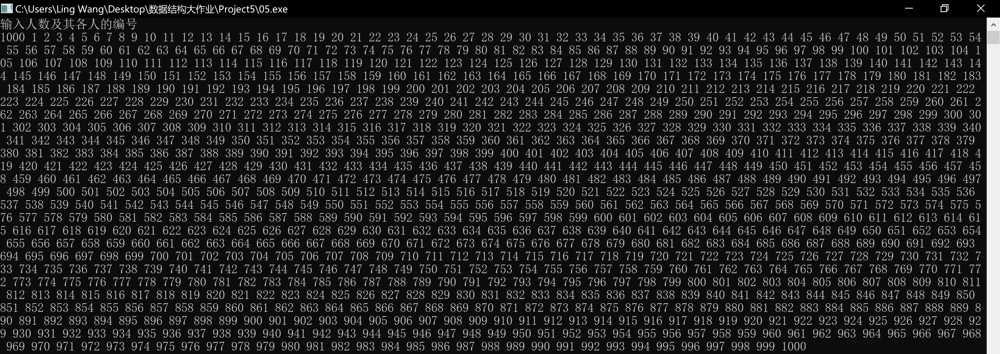 C:\Users\Ling Wang\Desktop\数据结构大作业\Project5\05.exe
输入人数及其各人的编号
1000 1 2 3 4 5 6 7 8 9 10 11 12 13 14 15 16 17 18 19 20 21 22 23 24 25 26 27 28 29 30 31 32 33 34 35 36 37 38 39 40 41 42 43 44 45 46 47 48 49 50 51 52 53 54
55 56 57 58 59 60 61 62 63 64 65 66 67 68 69 70 71 72 73 74 75 76 77 78 79 80 81 82 83 84 85 86 87 88 89 90 91 92 93 94 95 96 97 98 99 100 101 102 103 104 1
05 106 107 108 109 110 111 112 113 114 115 116 117 118 119 120 121 122 123 124 125 126 127 128 129 130 131 132 133 134 135 136 137 138 139 140 141 142 143 14
4 145 146 147 148 149 150 151 152 153 154 155 156 157 158 159 160 161 162 163 164 165 166 167 168 169 170 171 172 173 174 175 176 177 178 179 180 181 182 183
184 185 186 187 188 189 190 191 192 193 194 195 196 197 198 199 200 201 202 203 204 205 206 207 208 209 210 211 212 213 214 215 216 217 218 219 220 221 222
223 224 225 226 227 228 229 230 231 232 233 234 235 236 237 238 239 240 241 242 243 244 245 246 247 248 249 250 251 252 253 254 255 256 257 258 259 260 261 2
62 263 264 265 266 267 268 269 270 271 272 273 274 275 276 277 278 279 280 281 282 283 284 285 286 287 288 289 290 291 292 293 294 295 296 297 298 299 300 30
1 302 303 304 305 306 307 308 309 310 311 312 313 314 315 316 317 318 319 320 321 322 323 324 325 326 327 328 329 330 331 332 333 334 335 336 337 338 339 340
341 342 343 344 345 346 347 348 349 350 351 352 353 354 355 356 357 358 359 360 361 362 363 364 365 366 367 368 369 370 371 372 373 374 375 376 377 378 379
380 381 382 383 384 385 386 387 388 389 390 391 392 393 394 395 396 397 398 399 400 401 402 403 404 405 406 407 408 409 410 411 412 413 414 415 416 417 418 4
19 420 421 422 423 424 425 426 427 428 429 430 431 432 433 434 435 436 437 438 439 440 441 442 443 444 445 446 447 448 449 450 451 452 453 454 455 456 457 45
8 459 460 461 462 463 464 465 466 467 468 469 470 471 472 473 474 475 476 477 478 479 480 481 482 483 484 485 486 487 488 489 490 491 492 493 494 495 496 497
498 499 500 501 502 503 504 505 506 507 508 509 510 511 512 513 514 515 516 517 518 519 520 521 522 523 524 525 526 527 528 529 530 531 532 533 534 535 536
537 538 539 540 541 542 543 544 545 546 547 548 549 550 551 552 553 554 555 556 557 558 559 560 561 562 563 564 565 566 567 568 569 570 571 572 573 574 575 5
76 577 578 579 580 581 582 583 584 585 586 587 588 589 590 591 592 593 594 595 596 597 598 599 600 601 602 603 604 605 606 607 608 609 610 611 612 613 614 61
5 616 617 618 619 620 621 622 623 624 625 626 627 628 629 630 631 632 633 634 635 636 637 638 639 640 641 642 643 644 645 646 647 648 649 650 651 652 653 654
655 656 657 658 659 660 661 662 663 664 665 666 667 668 669 670 671 672 673 674 675 676 677 678 679 680 681 682 683 684 685 686 687 688 689 690 691 692 693
694 695 696 697 698 699 700 701 702 703 704 705 706 707 708 709 710 711 712 713 714 715 716 717 718 719 720 721 722 723 724 725 726 727 728 729 730 731 732 7
33 734 735 736 737 738 739 740 741 742 743 744 745 746 747 748 749 750 751 752 753 754 755 756 757 758 759 760 761 762 763 764 765 766 767 768 769 770 771 77
2 773 774 775 776 777 778 779 780 781 782 783 784 785 786 787 788 789 790 791 792 793 794 795 796 797 798 799 800 801 802 803 804 805 806 807 808 809 810 811
812 813 814 815 816 817 818 819 820 821 822 823 824 825 826 827 828 829 830 831 832 833 834 835 836 837 838 839 840 841 842 843 844 845 846 847 848 849 850
851 852 853 854 855 856 857 858 859 860 861 862 863 864 865 866 867 868 869 870 871 872 873 874 875 876 877 878 879 880 881 882 883 884 885 886 887 888 889 8
90 891 892 893 894 895 896 897 898 899 900 901 902 903 904 905 906 907 908 909 910 911 912 913 914 915 916 917 918 919 920 921 922 923 924 925 926 927 928 92
9 930 931 932 933 934 935 936 937 938 939 940 941 942 943 944 945 946 947 948 949 950 951 952 953 954 955 956 957 958 959 960 961 962 963 964 965 966 967 968
969 970 971 972 973 974 975 976 977 978 979 980 981 982 983 984 985 986 987 988 989 990 991 992 993 994 995 996 997 998 999 1000